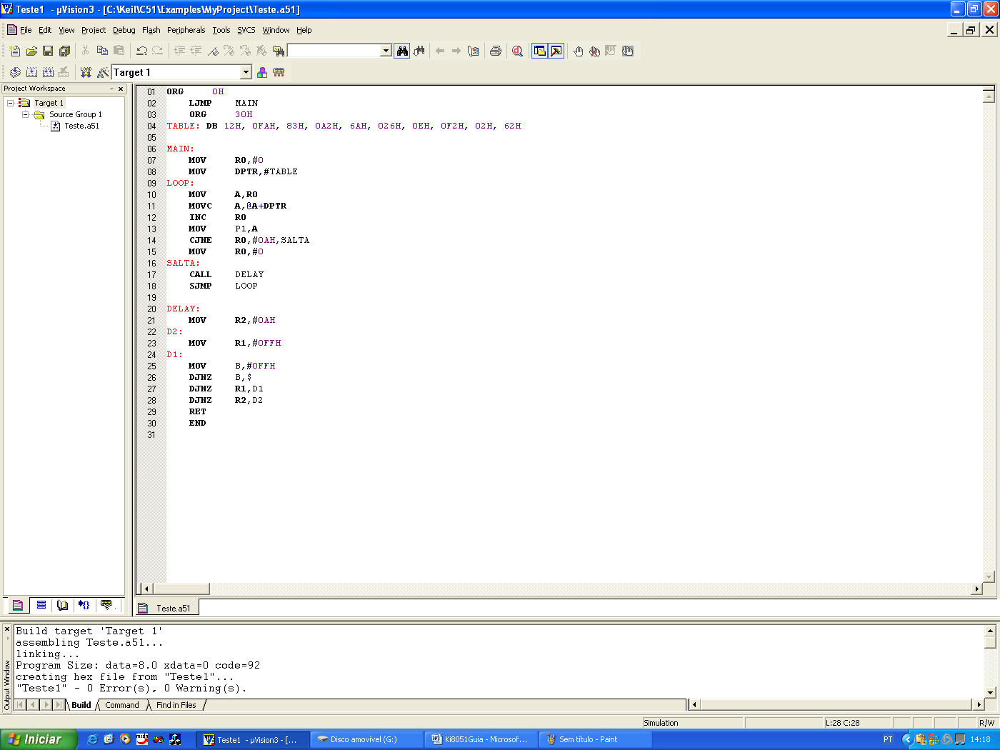 Teste1  - µVision3 - [C:\Keil\C51\Examples\MyProject\Teste.a51]
File Edit View Project Debug Flash Peripherals Tools SVCS Window Help
LOAD Target 1
Project Workspace
Target 1
Source Group 1
Teste.a51
01 ORG 0H
02 LJMP MAIN
03 ORG 30H
04 TABLE: DB 12H, 0FAH, 83H, 0A2H, 6AH, 026H, 0EH, 0F2H, 02H, 62H
05
06 MAIN:
07 MOV R0,#0
08 MOV DPTR,#TABLE
09 LOOP:
10 MOV A,R0
11 MOVC A,@A+DPTR
12 INC R0
13 MOV P1,A
14 CJNE R0,#0AH,SALTA
15 MOV R0,#0
16 SALTA:
17 CALL DELAY
18 SJMP LOOP
19
20 DELAY:
21 MOV R2,#0AH
22 D2:
23 MOV R1,#0FFH
24 D1:
25 MOV B,#0FFH
26 DJNZ B,$
27 DJNZ R1,D1
28 DJNZ R2,D2
29 RET
30 END
31
Teste.a51
Output Window
Build target 'Target 1'
assembling Teste.a51...
linking...
Program Size: data=8.0 xdata=0 code=92
creating hex file from "Teste1"...
"Teste1" - 0 Error(s), 0 Warning(s).
Build Command Find in Files
Simulation L:28 C:28 R/W
Iniciar msdn Teste1  - µVision3 - [... Disco amovível (G:) Ki8051Guia - Microsof... Sem título - Paint PT 14:18